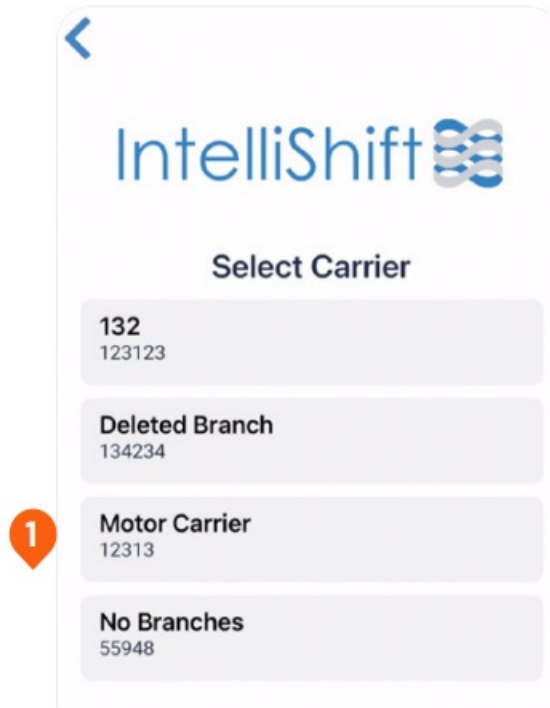 IntelliShift
Select Carrier
132
123123
Deleted Branch
134234
1
Motor Carrier
12313
No Branches
55948